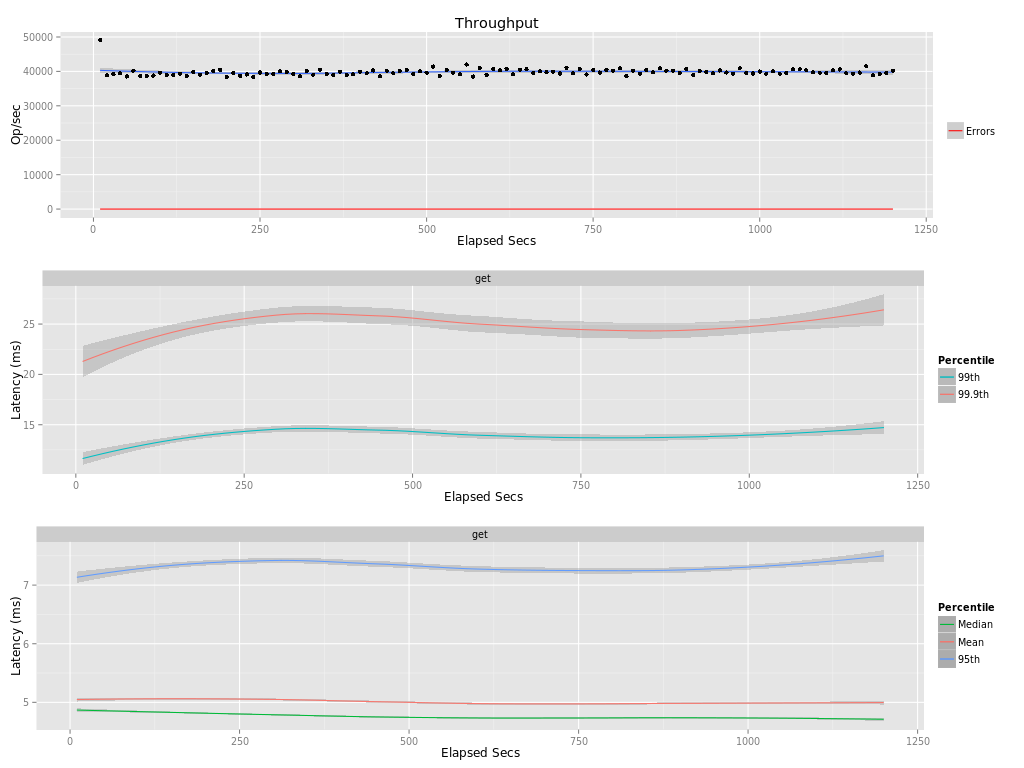 Throughput
50000
40000
30000
20000
10000
0
Op/sec
0 250 500 750 1000 1250
Elapsed Secs
Errors
get
25
20
15
Latency (ms)
0 250 500 750 1000 1250
Elapsed Secs
Percentile
99th
99.9th
get
7
6
5
Latency (ms)
0 250 500 750 1000 1250
Elapsed Secs
Percentile
Median
Mean
95th